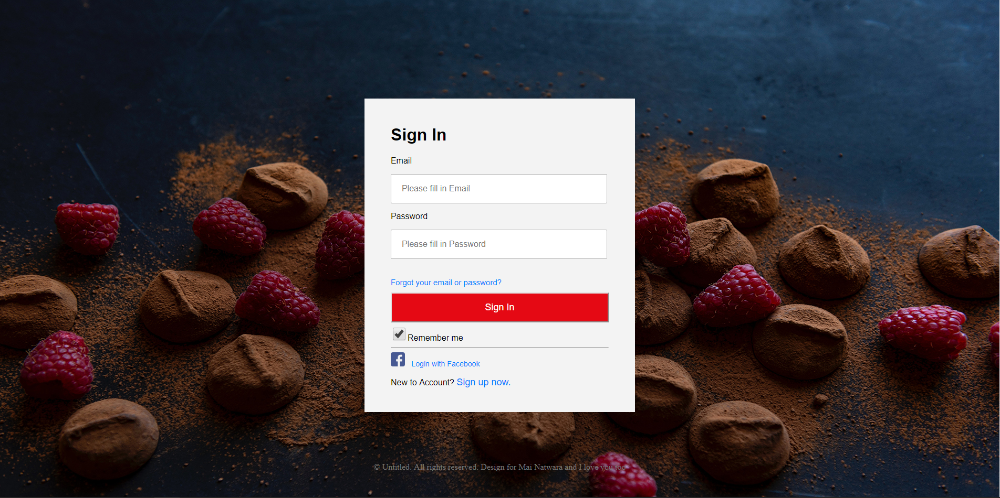 Sign In
Email
Please fill in Email
Password
Please fill in Password
Forgot your email or password?
Sign In
Remember me
Login with Facebook
New to Account? Sign up now.
© Untitled. All rights reserved. Design for Mai Natwara and I love you too